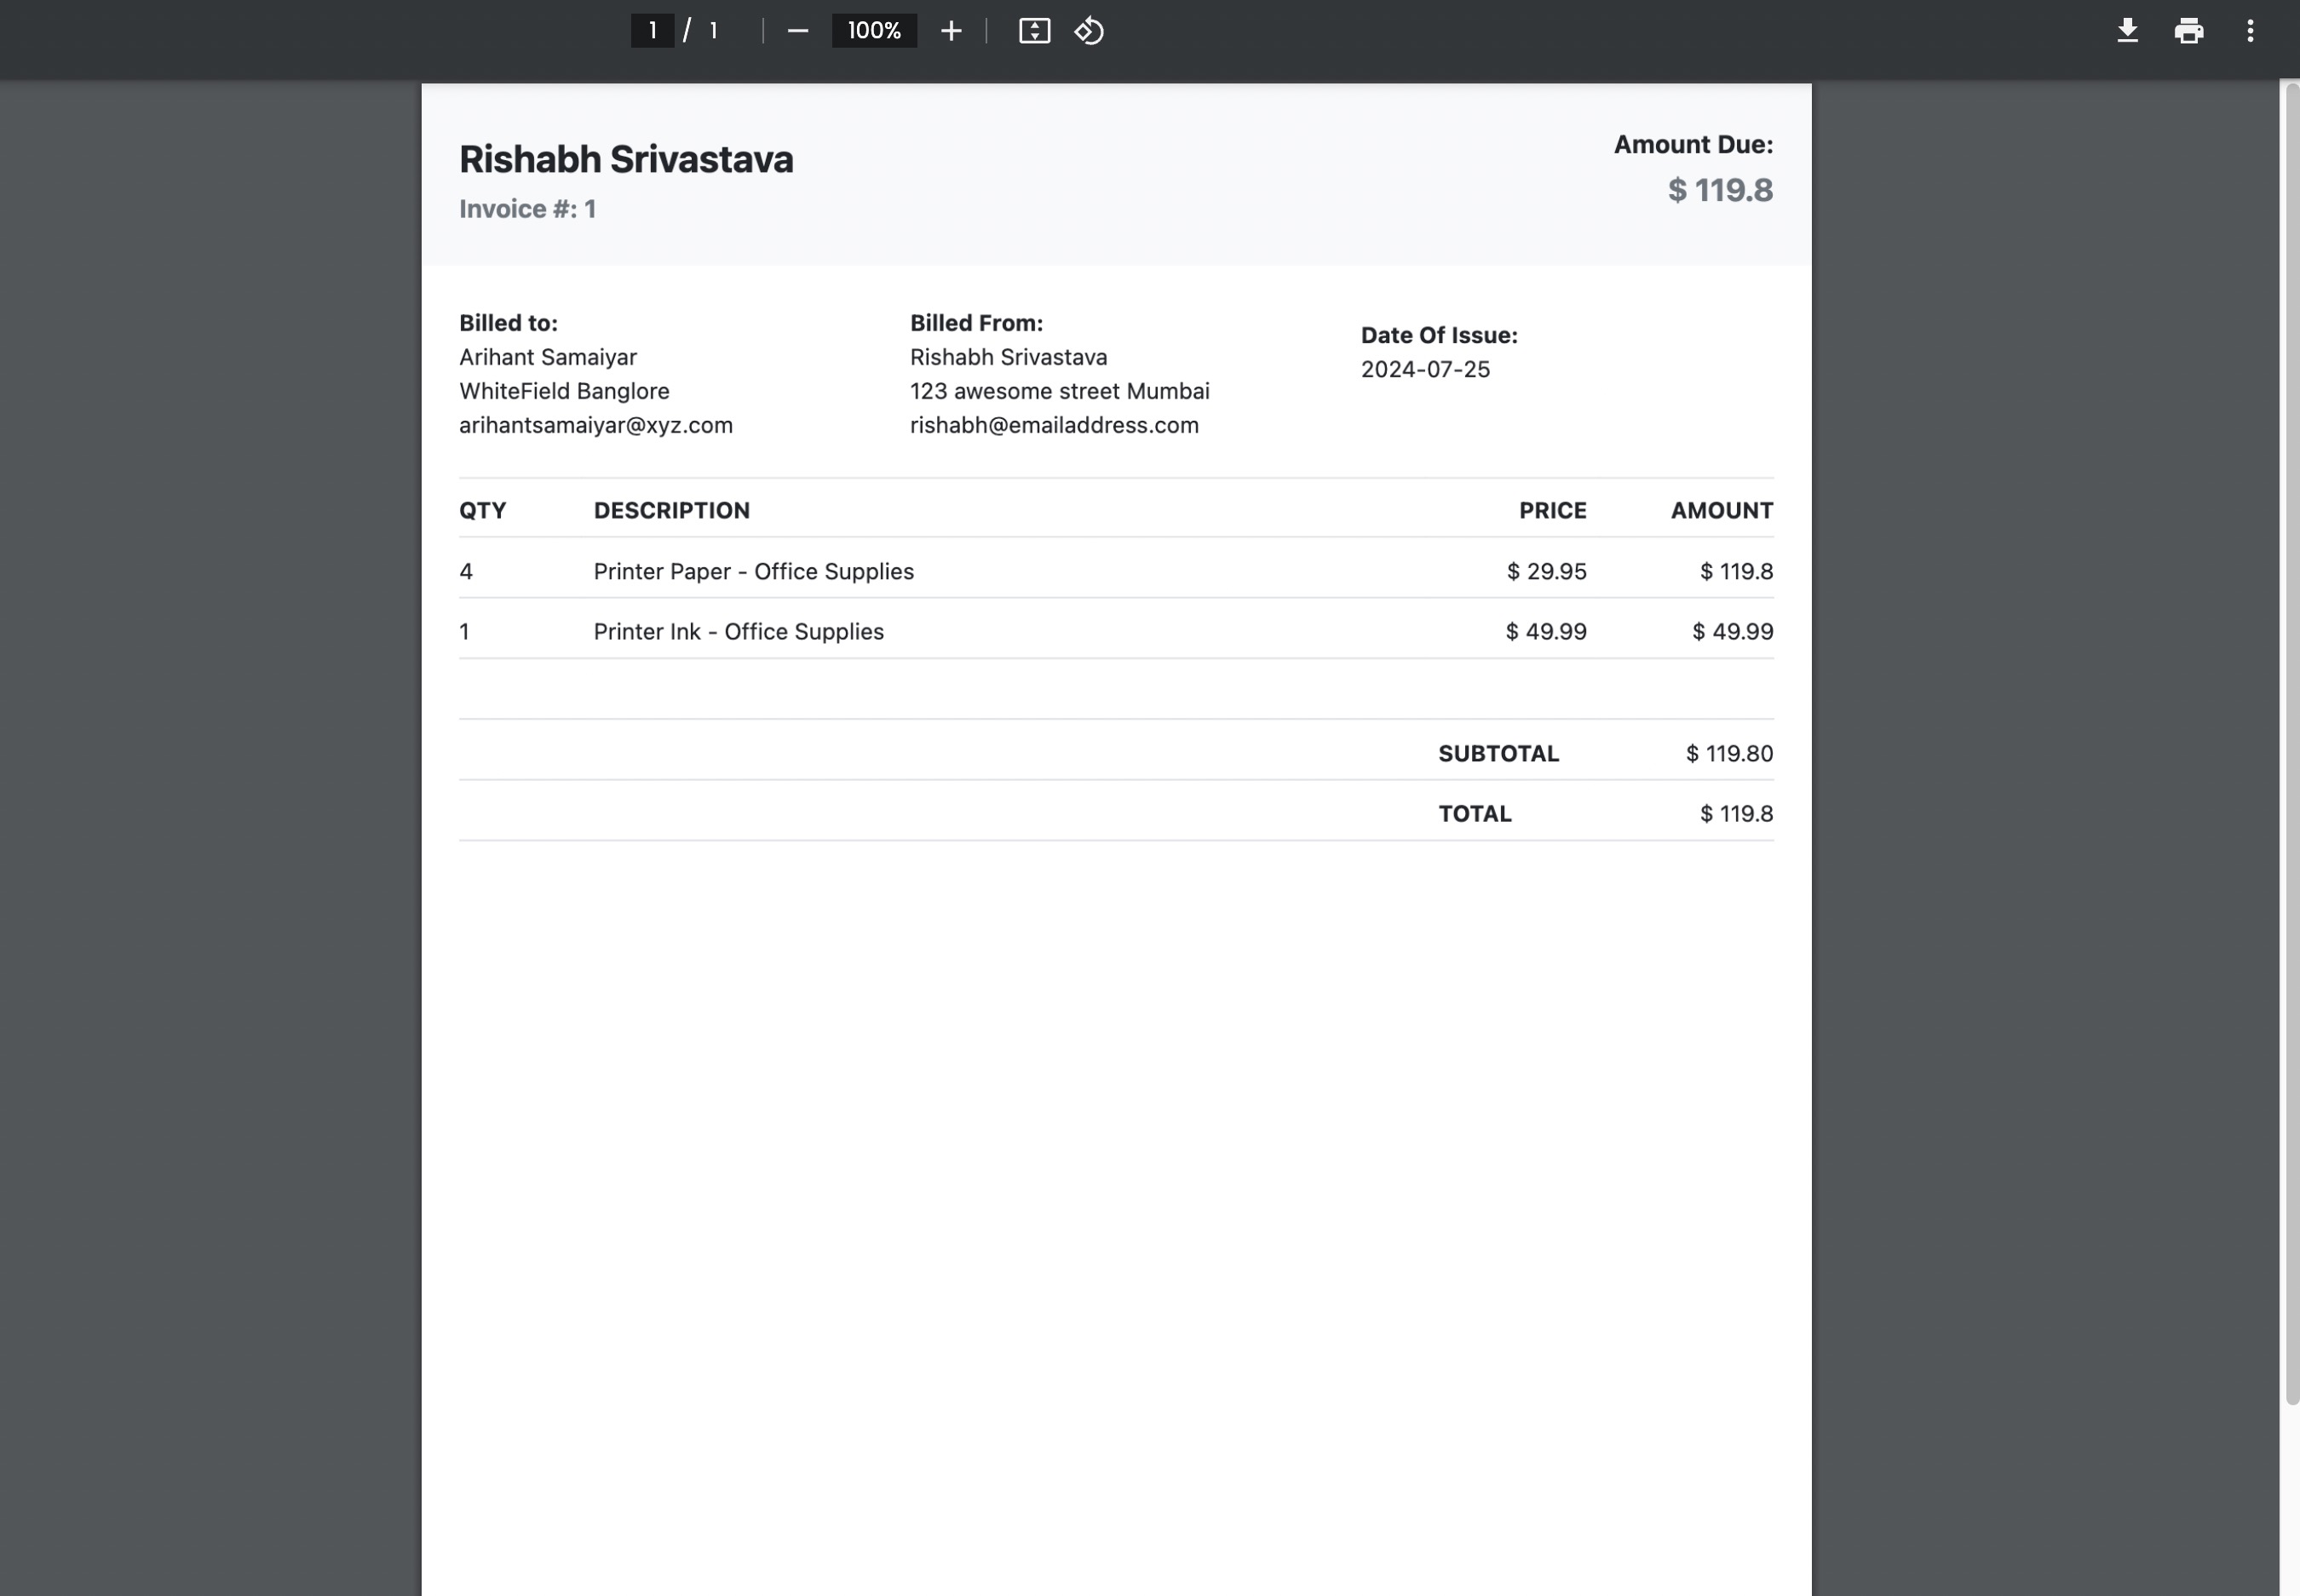 1 / 1 100%
Rishabh Srivastava
Invoice #: 1
Amount Due:
$ 119.8
Billed to:
Arihant Samaiyar
WhiteField Banglore
arihantsamaiyar@xyz.com
Billed From:
Rishabh Srivastava
123 awesome street Mumbai
rishabh@emailaddress.com
Date Of Issue:
2024-07-25
QTY DESCRIPTION PRICE AMOUNT
4 Printer Paper - Office Supplies $ 29.95 $ 119.8
1 Printer Ink - Office Supplies $ 49.99 $ 49.99
SUBTOTAL $ 119.80
TOTAL $ 119.8